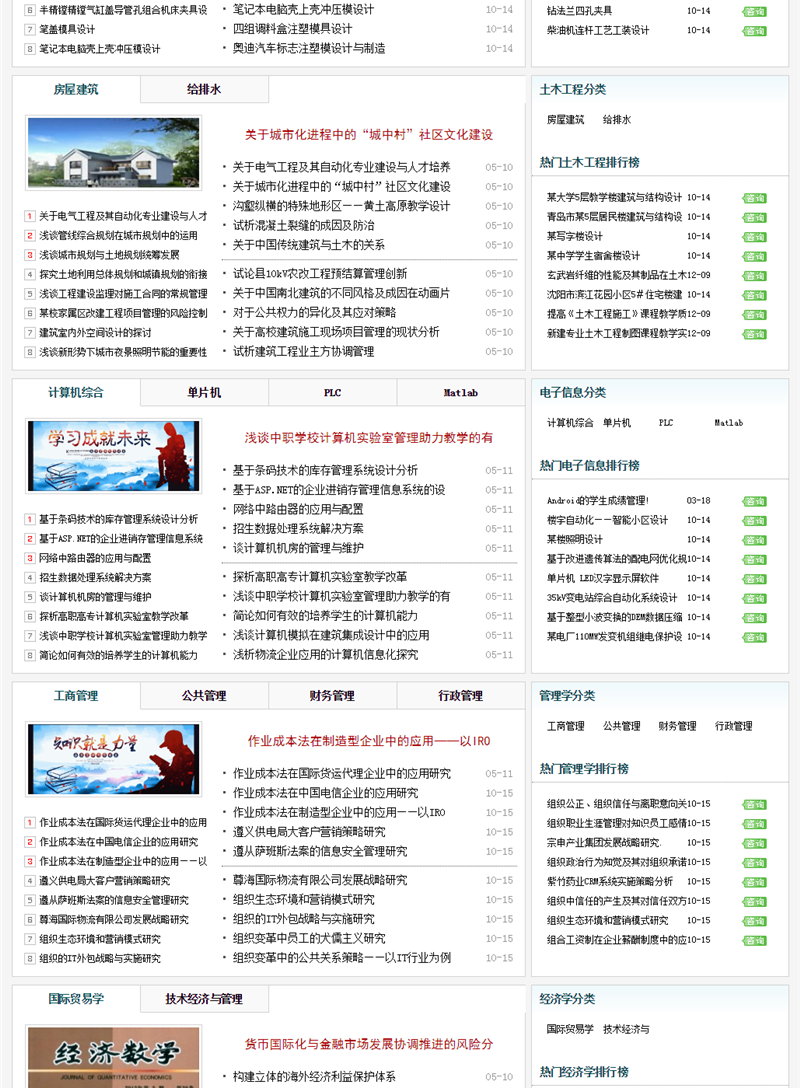 6 半精镗精镗气缸盖导管孔组合机床夹具设
7 笔盖模具设计
8 笔记本电脑壳上壳冲压模设计
· 笔记本电脑壳上壳冲压模设计 10-14
· 四组调料盒注塑模具设计 10-14
· 奥迪汽车标志注塑模设计与制造 10-14
钻法兰四孔夹具 10-14 咨询
柴油机连杆工艺工装设计 10-14 咨询
房屋建筑 给排水
关于城市化进程中的“城中村”社区文化建设
· 关于电气工程及其自动化专业建设与人才培养 05-10
· 关于城市化进程中的“城中村”社区文化建设 05-10
· 沟壑纵横的特殊地形区——黄土高原教学设计 05-10
· 试析混凝土裂缝的成因及防治 05-10
· 关于中国传统建筑与土木的关系 05-10
· 试论县10kV农改工程预结算管理创新 05-10
· 关于中国南北建筑的不同风格及成因在动画片 05-10
· 对于公共权力的异化及其应对策略 05-10
· 关于高校建筑施工现场项目管理的现状分析 05-10
· 试析建筑工程业主方协调管理 05-10
1 关于电气工程及其自动化专业建设与人才
2 浅谈管线综合规划在城市规划中的运用
3 浅谈城市规划与土地规划统筹发展
4 探究土地利用总体规划和城镇规划的衔接
5 浅谈工程建设监理对施工合同的常规管理
6 某校家属区改建工程项目管理的风险控制
7 建筑室内外空间设计的探讨
8 浅谈新形势下城市夜景照明节能的重要性
土木工程分类
房屋建筑 给排水
热门土木工程排行榜
某大学5层教学楼建筑与结构设计 10-14 咨询
青岛市某5层居民楼建筑与结构设 10-14 咨询
某写字楼设计 10-14 咨询
某中学学生宿舍楼设计 10-14 咨询
玄武岩纤维的性能及其制品在土木12-09 咨询
沈阳市滨江花园小区5#住宅楼建 10-14 咨询
提高《土木工程施工》课程教学质12-09 咨询
新建专业土木工程制图课程教学实12-09 咨询
计算机综合 单片机 PLC Matlab
学习成就未来
浅谈中职学校计算机实验室管理助力教学的有
· 基于条码技术的库存管理系统设计分析 05-11
· 基于ASP.NET的企业进销存管理信息系统的设 05-11
· 网络中路由器的应用与配置 05-11
· 招生数据处理系统解决方案 05-11
· 谈计算机机房的管理与维护 05-11
· 探析高职高专计算机实验室教学改革 05-11
· 浅谈中职学校计算机实验室管理助力教学的有 05-11
· 简论如何有效的培养学生的计算机能力 05-11
· 浅谈计算机模拟在建筑集成设计中的应用 05-11
· 浅析物流企业应用的计算机信息化探究 05-11
1 基于条码技术的库存管理系统设计分析
2 基于ASP.NET的企业进销存管理信息系统
3 网络中路由器的应用与配置
4 招生数据处理系统解决方案
5 谈计算机机房的管理与维护
6 探析高职高专计算机实验室教学改革
7 浅谈中职学校计算机实验室管理助力教学
8 简论如何有效的培养学生的计算机能力
电子信息分类
计算机综合 单片机 PLC Matlab
热门电子信息排行榜
Android的学生成绩管理! 03-18 咨询
楼宇自动化——智能小区设计 10-14 咨询
某楼照明设计 10-14 咨询
基于改进遗传算法的配电网优化规10-14 咨询
单片机 LED汉字显示屏软件 10-14 咨询
35kV变电站综合自动化系统设计 10-14 咨询
基于整型小波变换的DEM数据压缩 10-14 咨询
某电厂110MW发变机组继电保护设 10-14 咨询
工商管理 公共管理 财务管理 行政管理
知识就是力量
作业成本法在制造型企业中的应用——以IRO
· 作业成本法在国际货运代理企业中的应用研究 05-11
· 作业成本法在中国电信企业的应用研究 10-15
· 作业成本法在制造型企业中的应用——以IRO 10-15
· 遵义供电局大客户营销策略研究 10-15
· 遵从萨班斯法案的信息安全管理研究 10-15
· 尊海国际物流有限公司发展战略研究 10-15
· 组织生态环境和营销模式研究 10-15
· 组织的IT外包战略与实施研究 10-15
· 组织变革中员工的犬儒主义研究 10-15
· 组织变革中的公共关系策略——以IT行业为例 10-15
1 作业成本法在国际货运代理企业中的应用
2 作业成本法在中国电信企业的应用研究
3 作业成本法在制造型企业中的应用——以
4 遵义供电局大客户营销策略研究
5 遵从萨班斯法案的信息安全管理研究
6 尊海国际物流有限公司发展战略研究
7 组织生态环境和营销模式研究
8 组织的IT外包战略与实施研究
管理学分类
工商管理 公共管理 财务管理 行政管理
热门管理学排行榜
组织公正、组织信任与离职意向关10-15 咨询
组织职业生涯管理对知识员工感情10-15 咨询
宗申产业集团发展战略研究. 10-15 咨询
组织政治行为知觉及其对组织承诺10-15 咨询
紫竹药业CRM系统实施策略分析 10-15 咨询
组织中信任的产生及其对信任双方10-15 咨询
组织生态环境和营销模式研究 10-15 咨询
组合工资制在企业薪酬制度中的应10-15 咨询
国际贸易学 技术经济与管理
经济数学
JOURNAL OF QUANTITATIVE ECONOMICS
货币国际化与金融市场发展协调推进的风险分
· 构建立体的海外经济利益保护体系 05-10
经济学分类
国际贸易学 技术经济与
热门经济学排行榜